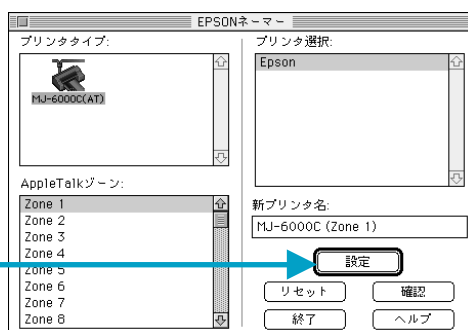 EPSONネーマー
プリンタタイプ:
MJ-6000C(AT)
AppleTalkゾーン:
Zone 1
Zone 2
Zone 3
Zone 4
Zone 5
Zone 6
Zone 7
Zone 8
プリンタ選択:
Epson
新プリンタ名:
MJ-6000C (Zone 1)
設定
リセット
確認
終了
ヘルプ